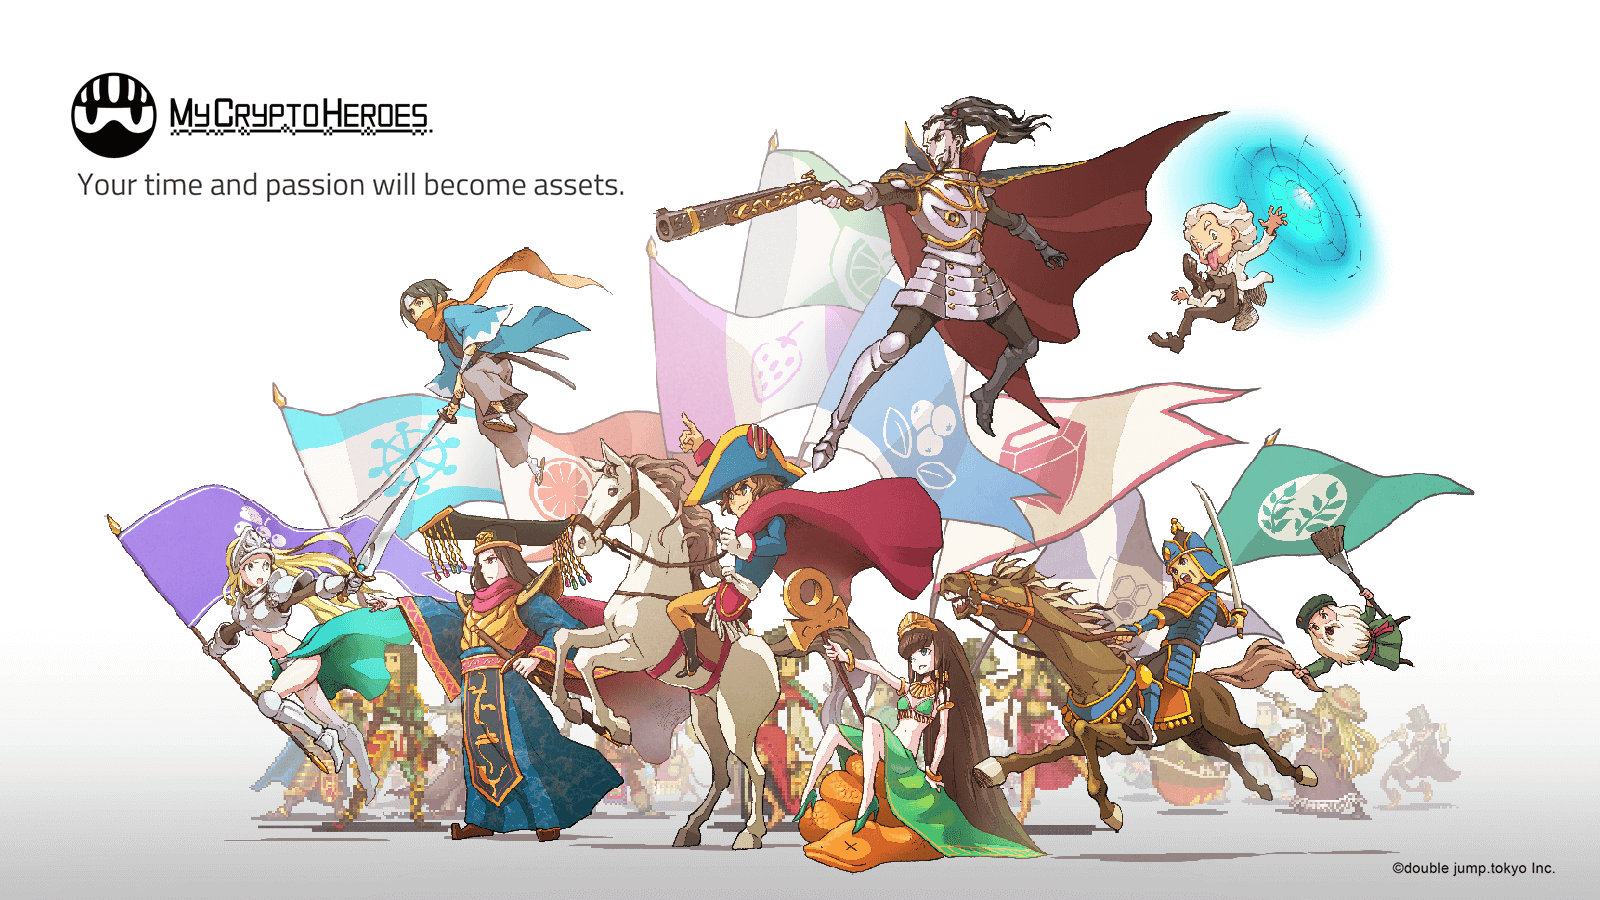 MyCryptoHeroes
Your time and passion will become assets.
©double jump.tokyo Inc.